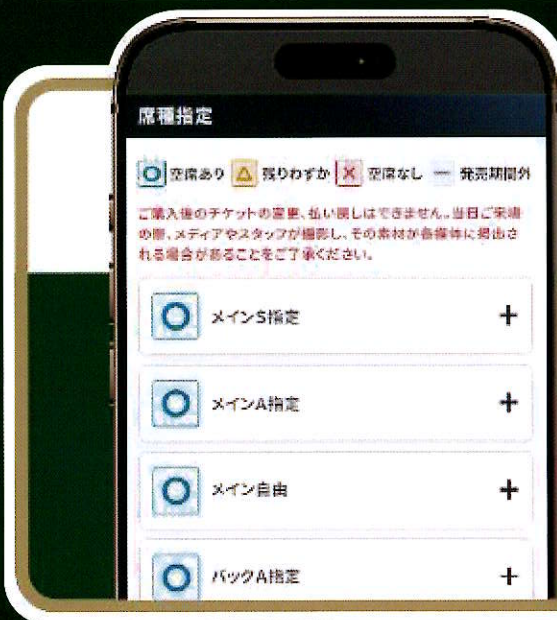 席種指定
空席あり 残りわずか 空席なし ー 発売期間外
ご購入後のチケットの変更、払い戻しはできません。当日ご来場
の際、メディアやスタッフが撮影し、その素材が各媒体に掲出さ
れる場合があることをご了承ください。
メインS指定 +
メインA指定 +
メイン自由 +
バックA指定 +